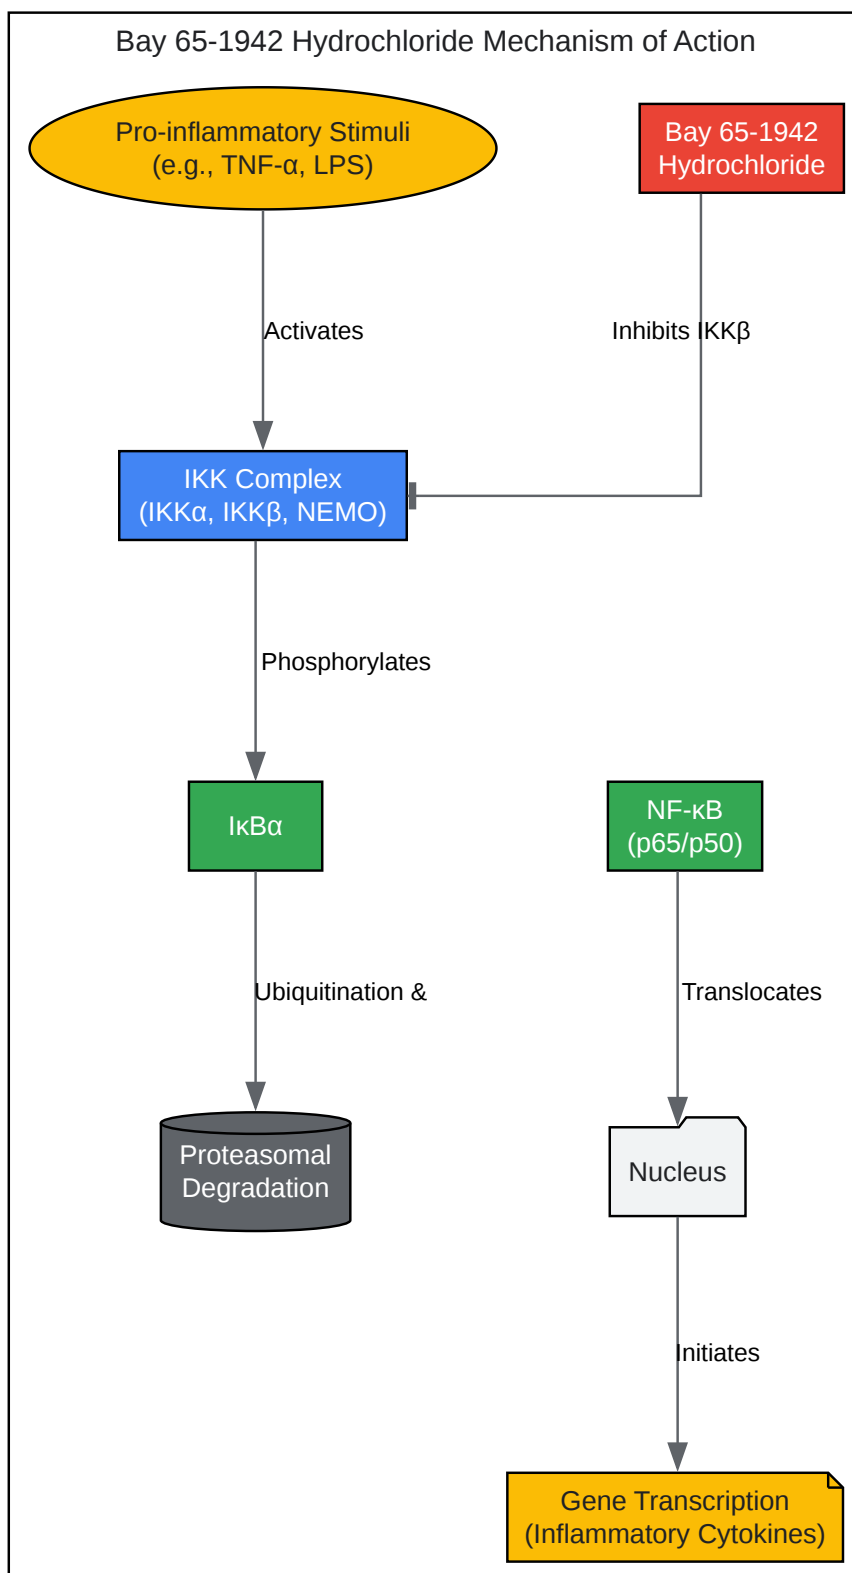 Bay 65-1942 Hydrochloride Mechanism of Action
Pro-inflammatory Stimuli
(e.g., TNF-α, LPS)
Bay 65-1942
Hydrochloride
Activates
Inhibits IKKβ
IKK Complex
(IKKα, IKKβ, NEMO)
Phosphorylates
IκBα
NF-κB
(p65/p50)
Ubiquitination &
Translocates
Proteasomal
Degradation
Nucleus
Initiates
Gene Transcription
(Inflammatory Cytokines)